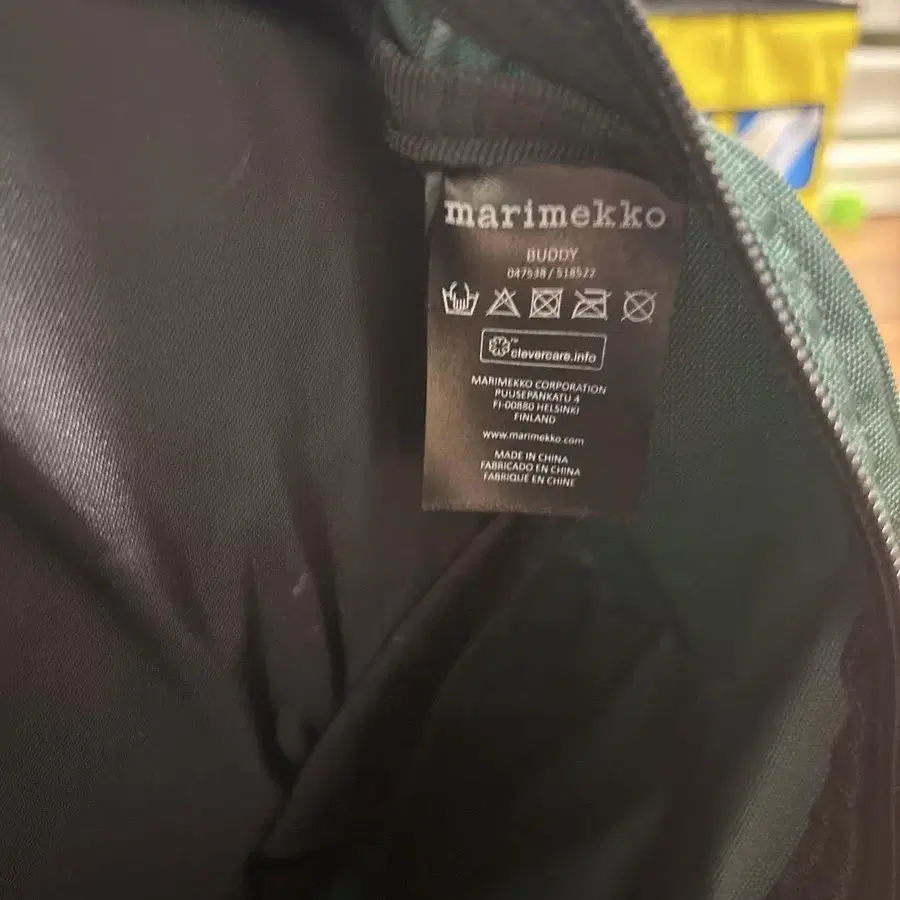 marimekko
BUDDY
047538 / 518522
clevercare.info
MARIMEKKO CORPORATION
PUUSEPÄNKATU 4
FI-00880 HELSINKI
FINLAND
www.marimekko.com
MADE IN CHINA
FABRICADO EN CHINA
FABRIQUÉ EN CHINE